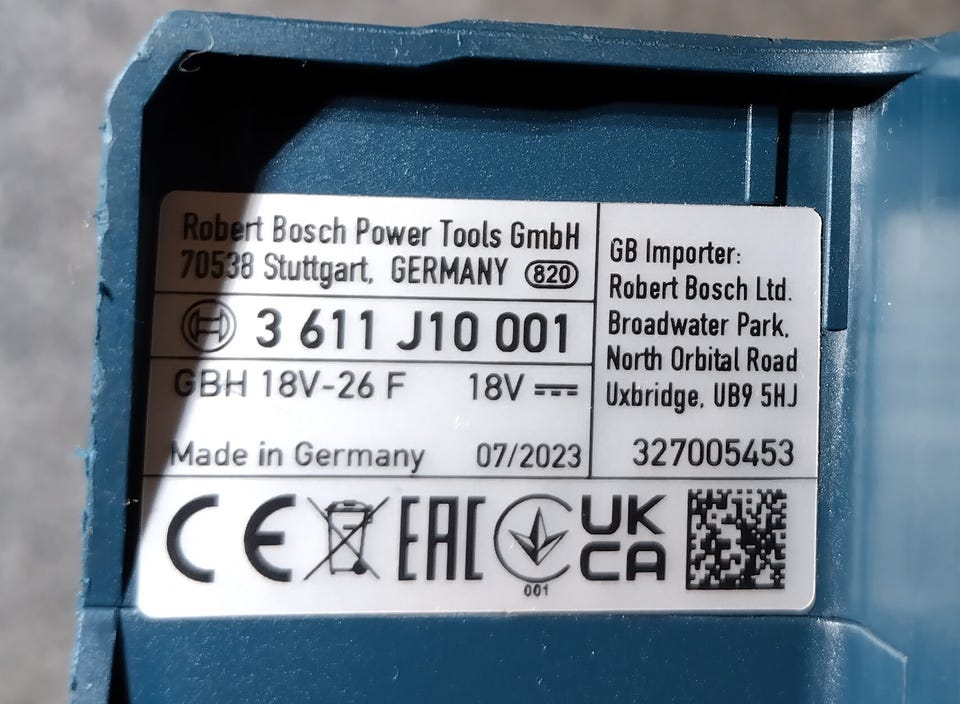 Robert Bosch Power Tools GmbH
70538 Stuttgart, GERMANY 820
3 611 J10 001
GBH 18V-26 F 18V
Made in Germany 07/2023
GB Importer:
Robert Bosch Ltd.
Broadwater Park,
North Orbital Road
Uxbridge, UB9 5HJ
327005453
CE EAC UK
CA
001